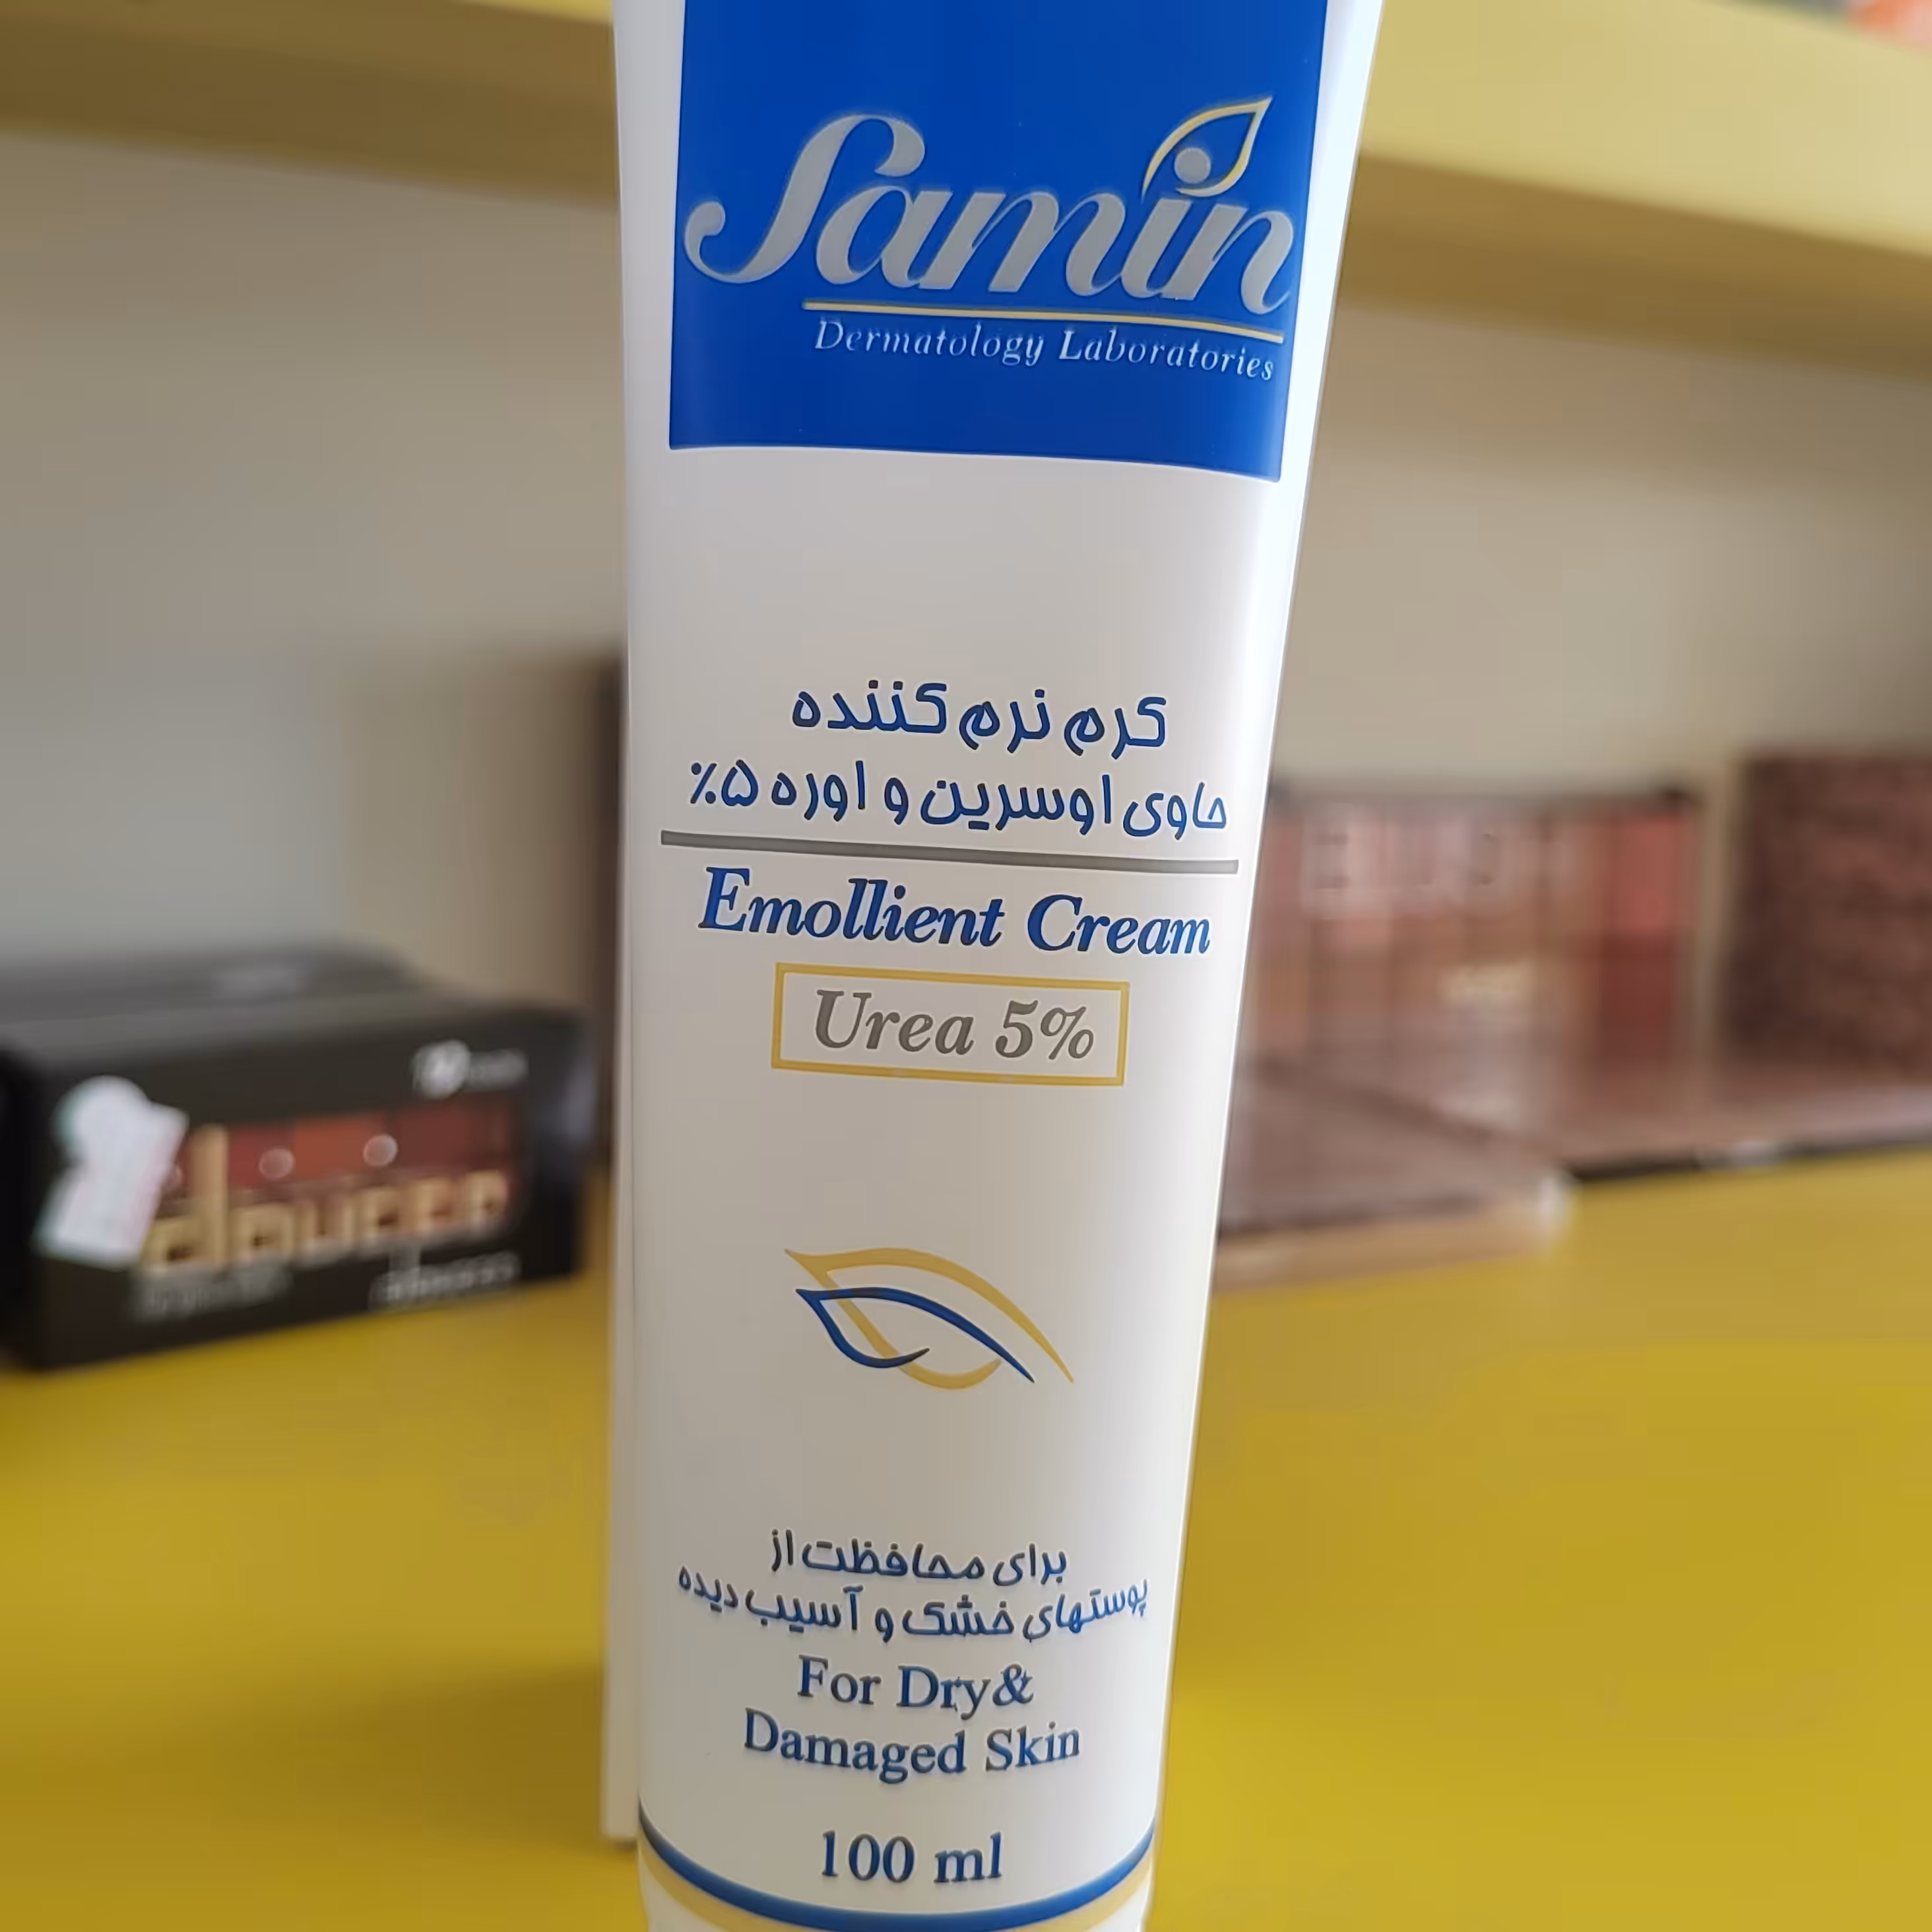 Samin
Dermatology Laboratories
کرم نرم کننده
حاوی اوسرین و اوره ۵٪
Emollient Cream
Urea 5%
برای محافظت از
پوستهای خشک و آسیب دیده
For Dry&
Damaged Skin
100 ml
doucce